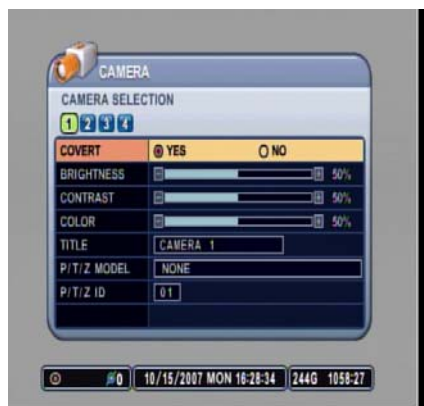 CAMERA
CAMERA SELECTION
1 2 3 4
COVERT YES NO
BRIGHTNESS 50%
CONTRAST 50%
COLOR 50%
TITLE CAMERA 1
P/T/Z MODEL NONE
P/T/Z ID 01
0 10/15/2007 MON 16:28:34 244G 1058:27